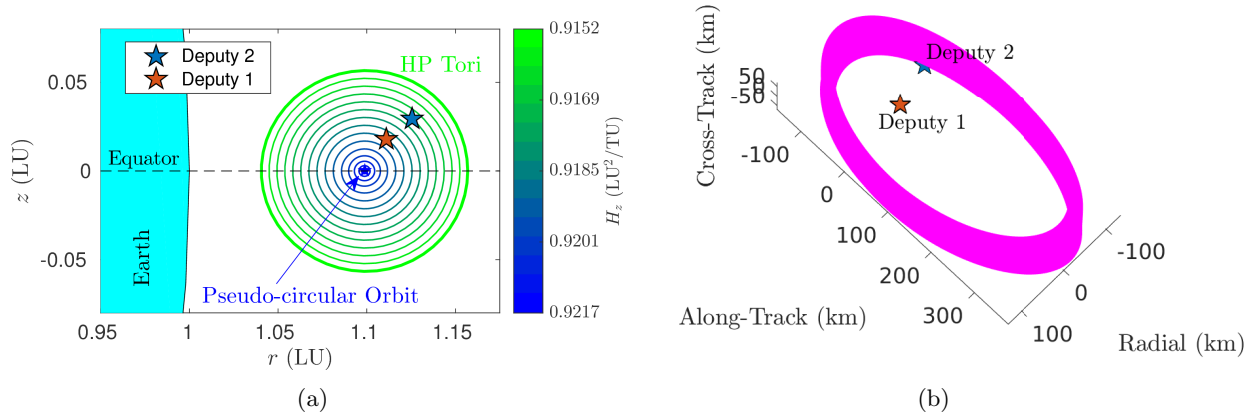 0.05
0
-0.05
z (LU)
0.95
1
1.05
1.1
1.15
r (LU)
Deputy 2
Deputy 1
HP Tori
Equator
Earth
Pseudo-circular Orbit
0.9152
0.9169
0.9185
0.9201
0.9217
H_z (LU²/TU)
(a)
Cross-Track (km)
50
0
-50
Deputy 2
Deputy 1
-100
0
100
200
300
Along-Track (km)
-100
0
100
Radial (km)
(b)